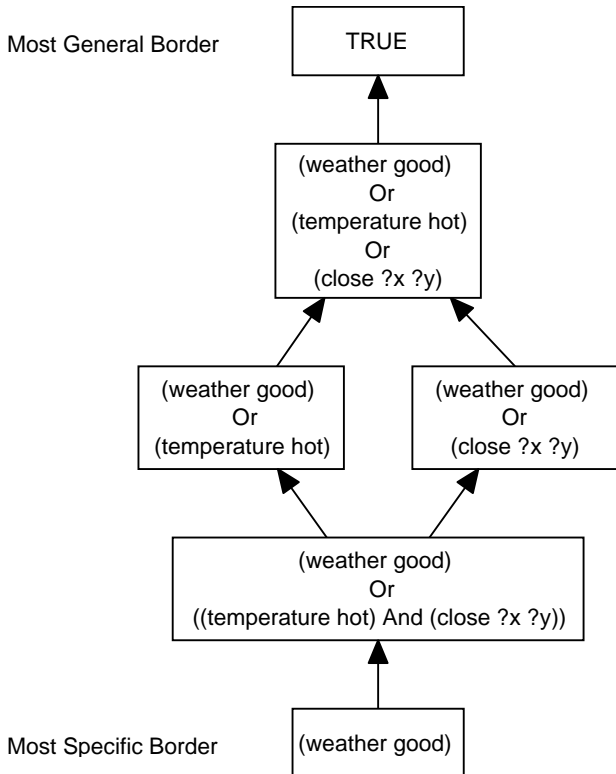 Most General Border
TRUE
(weather good)
Or
(temperature hot)
Or
(close ?x ?y)
(weather good)
Or
(temperature hot)
(weather good)
Or
(close ?x ?y)
(weather good)
Or
((temperature hot) And (close ?x ?y))
Most Specific Border
(weather good)